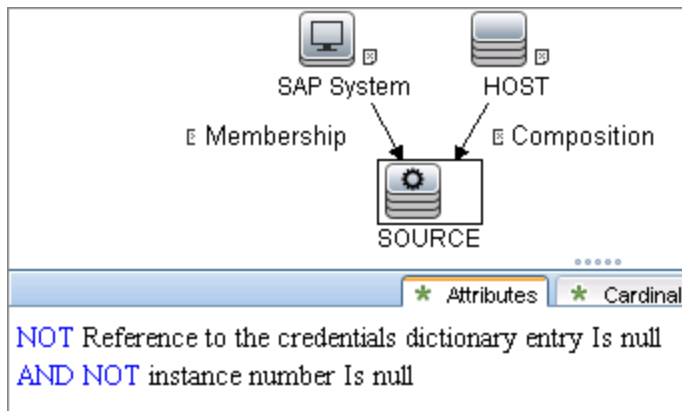 SAP System
HOST
Membership
Composition
SOURCE
Attributes
Cardinal
NOT Reference to the credentials dictionary entry Is null
AND NOT instance number Is null